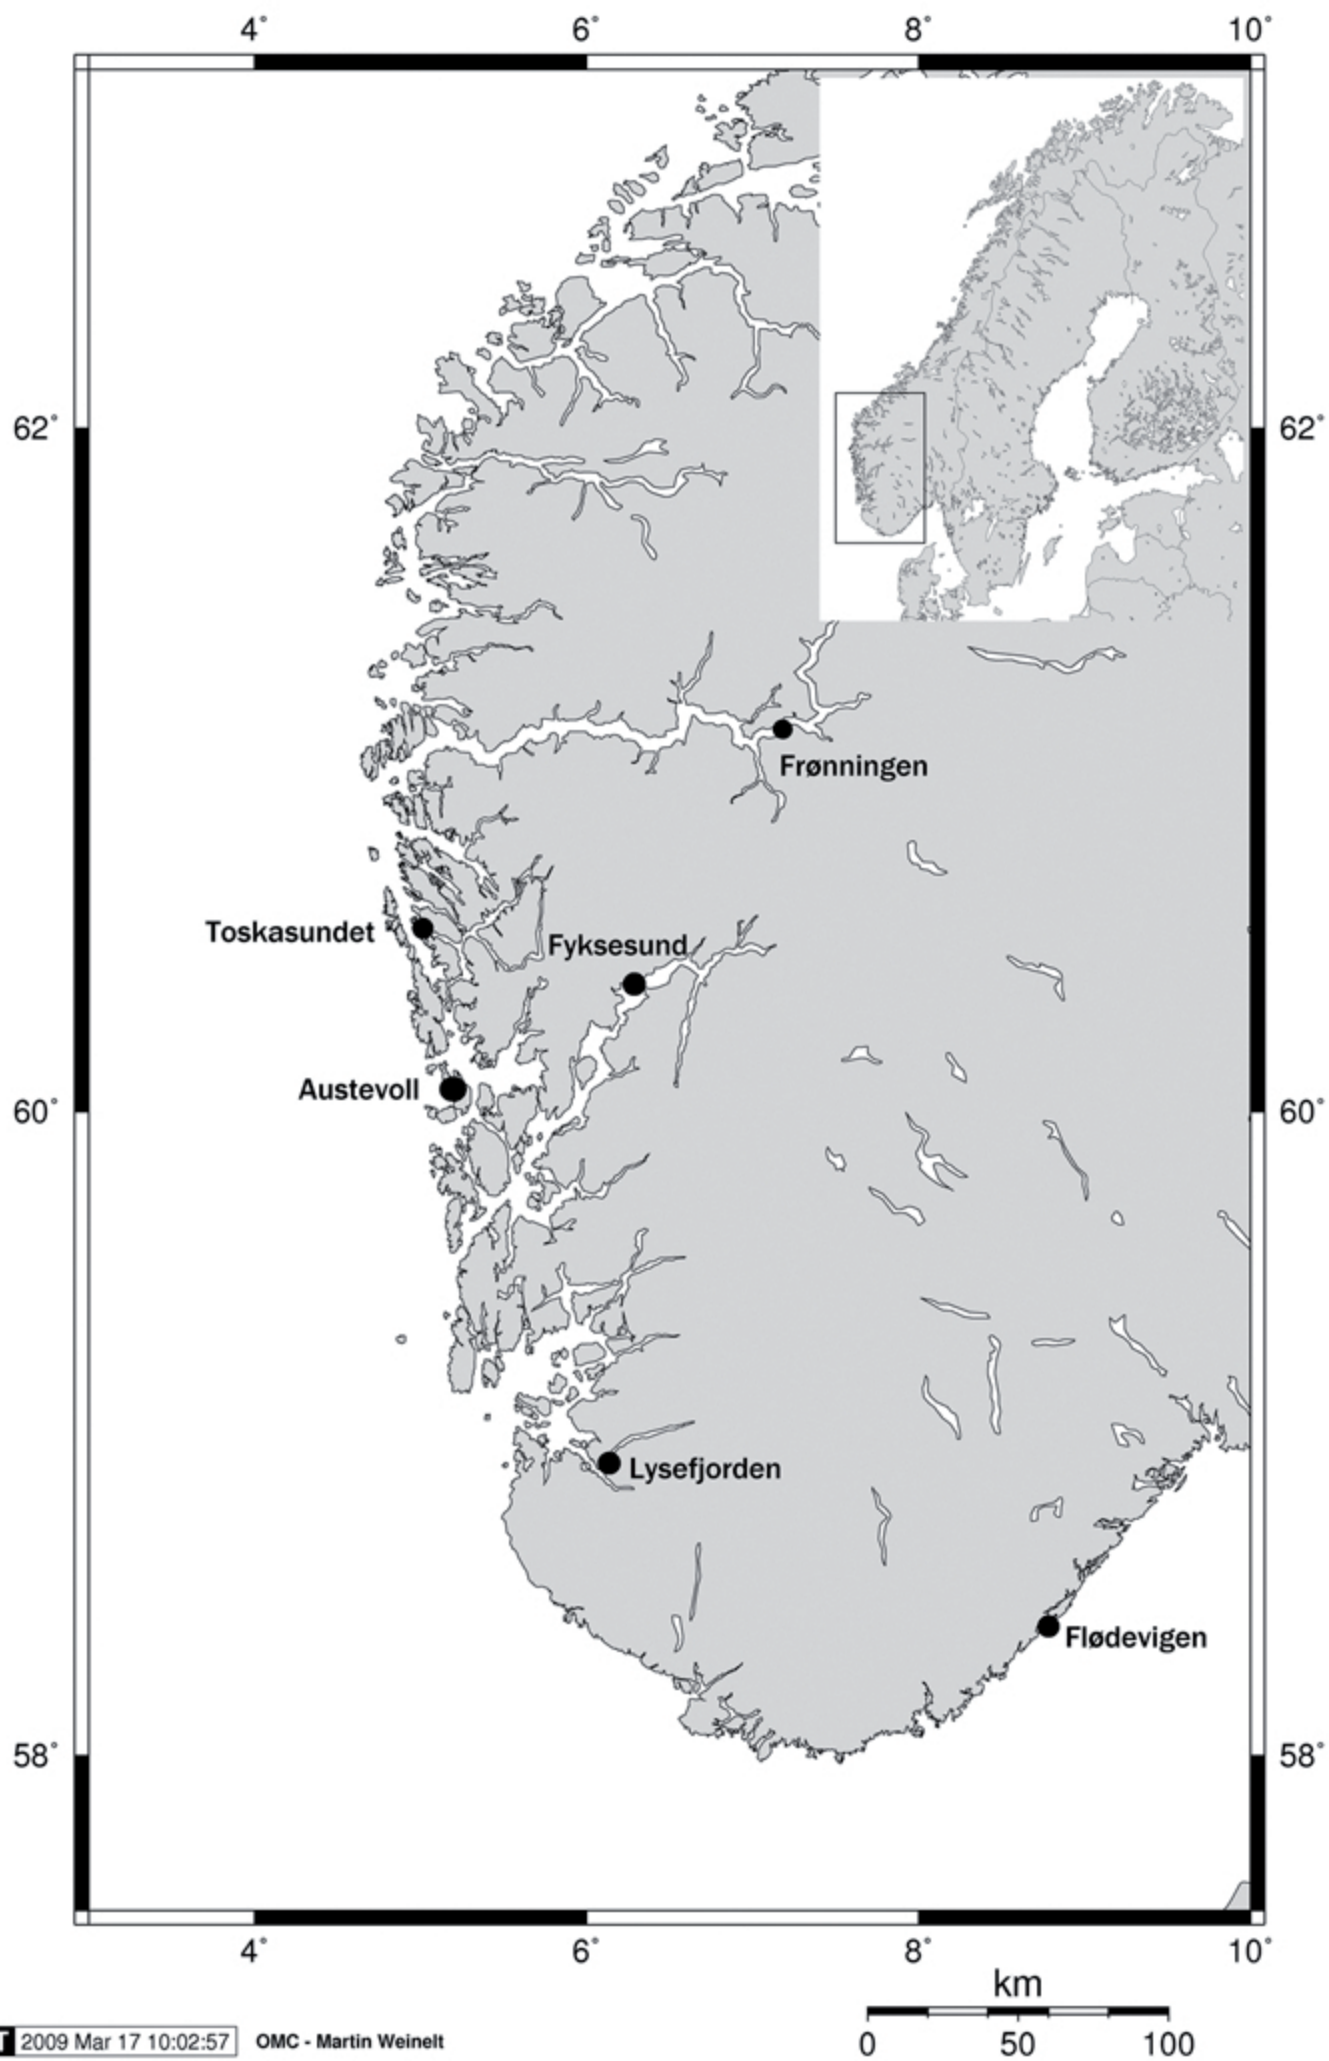 4° 6° 8° 10°
62° 62°
Frønningen
Toskasundet
Fyksesund
Austevoll
60° 60°
Lysefjorden
Flødevigen
58° 58°
4° 6° 8° 10°
km
0 50 100
2009 Mar 17 10:02:57 OMC - Martin Weinelt